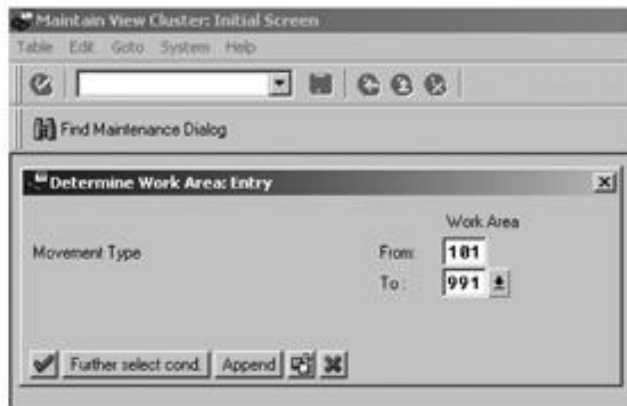 Maintain View Cluster: Initial Screen
Table Edit Goto System Help
Find Maintenance Dialog
Determine Work Area: Entry
Work Area
Movement Type From: 101
To: 991
Further select cond. Append